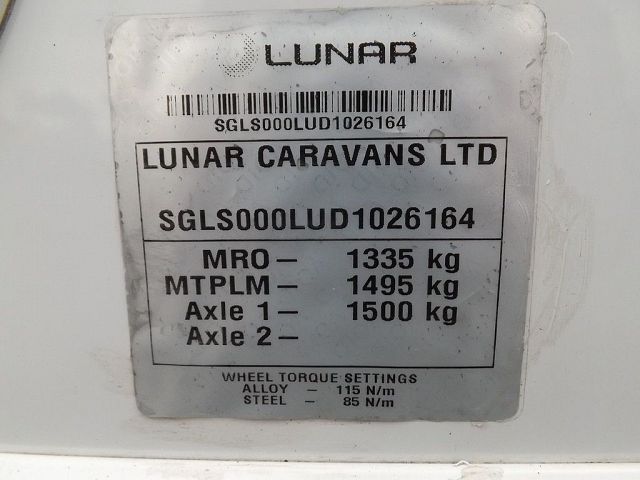 LUNAR
SGLS000LUD1026164
LUNAR CARAVANS LTD
SGLS000LUD1026164
MRO – 1335 kg
MTPLM – 1495 kg
Axle 1 – 1500 kg
Axle 2 –
WHEEL TORQUE SETTINGS
ALLOY – 115 N/m
STEEL – 85 N/m